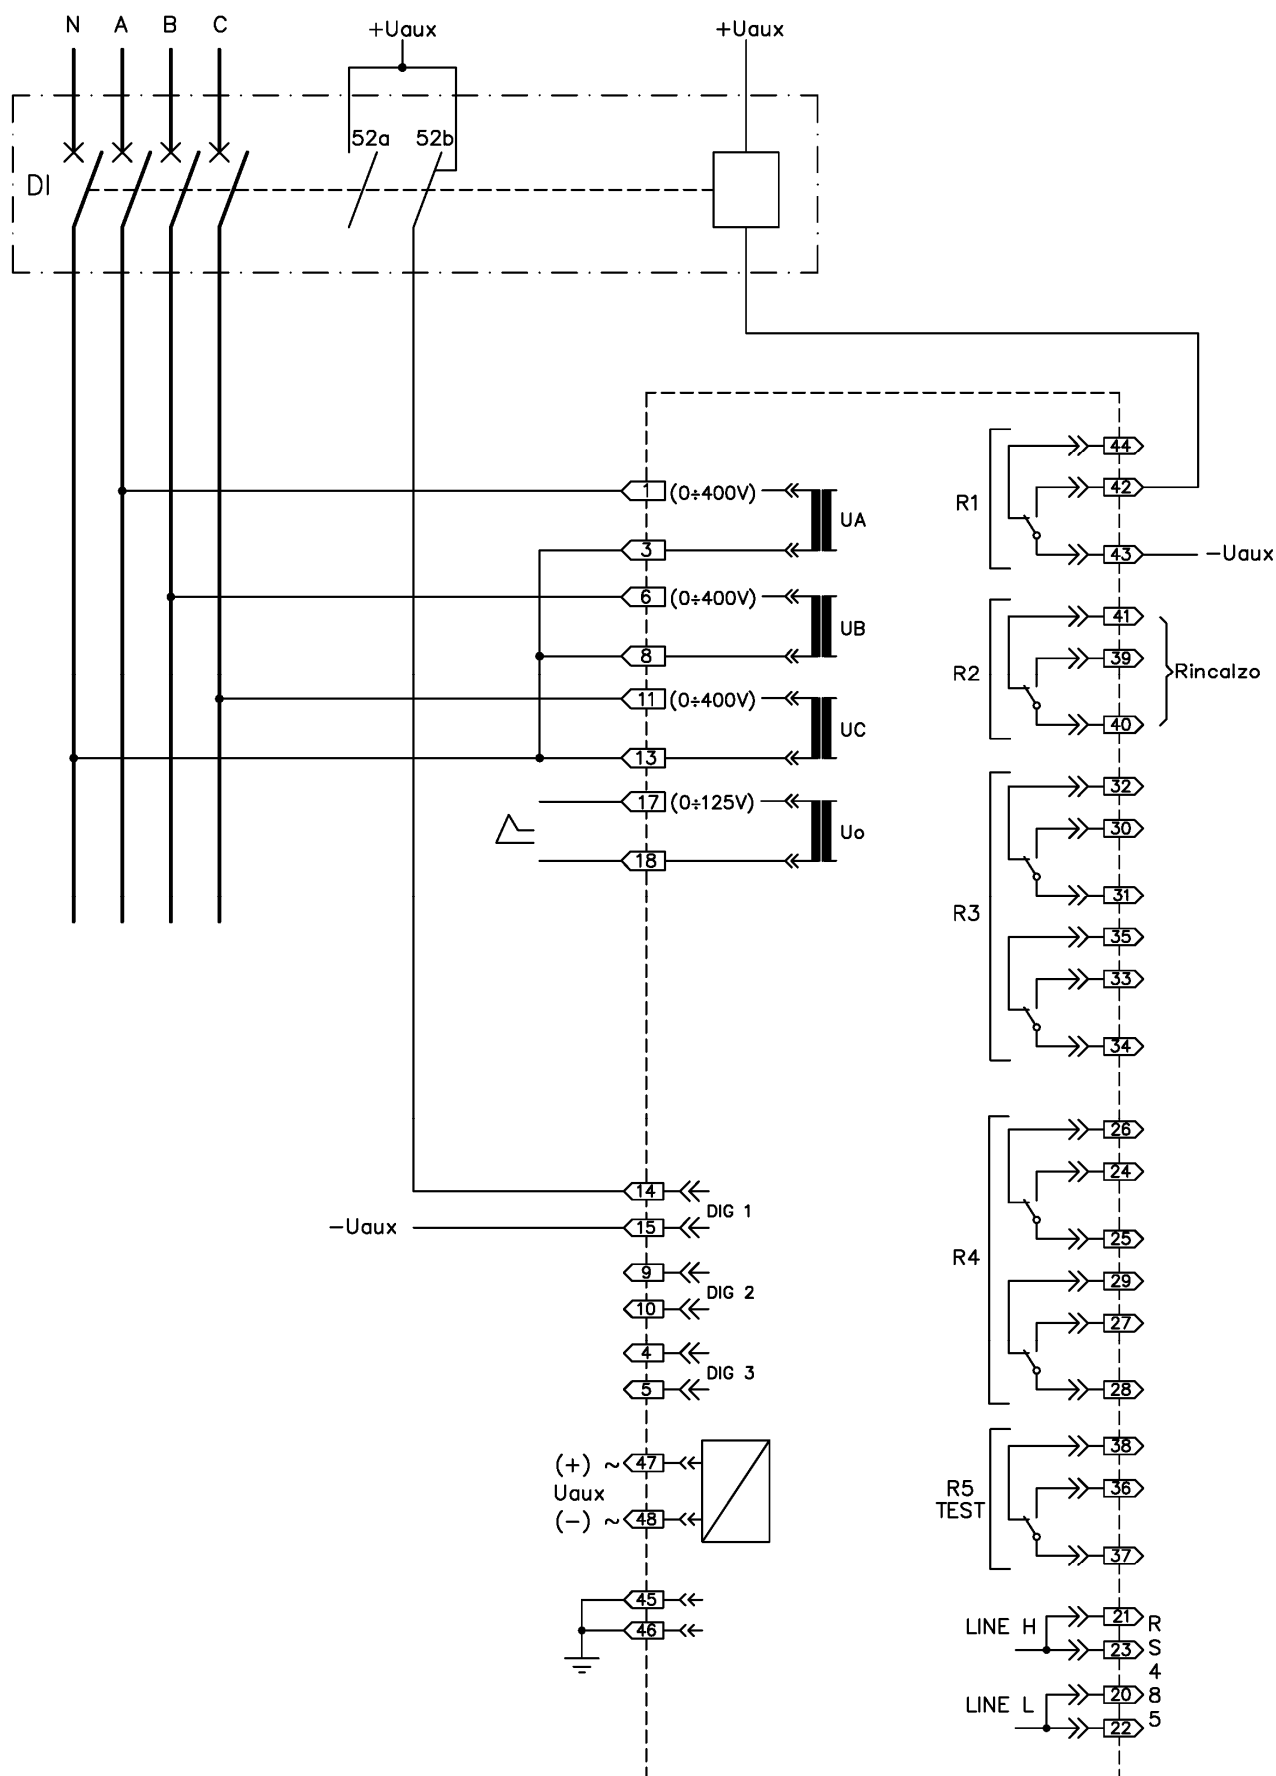 N A B C
+Uaux
+Uaux
52a 52b
DI
44
1 (0÷400V)
42
R1
UA
3
43 −Uaux
6 (0÷400V)
41
UB
8
39
R2
Rincalzo
11 (0÷400V)
40
UC
13
32
17 (0÷125V)
30
Uo
18
31
R3
35
33
34
26
24
14
DIG 1
−Uaux
15
25
R4
9
29
DIG 2
10
27
4
DIG 3
5
28
38
(+) ~ 47
Uaux
R5
TEST
36
(−) ~ 48
37
45
21
LINE H
R
46
23
S
4
20
LINE L
8
5
22